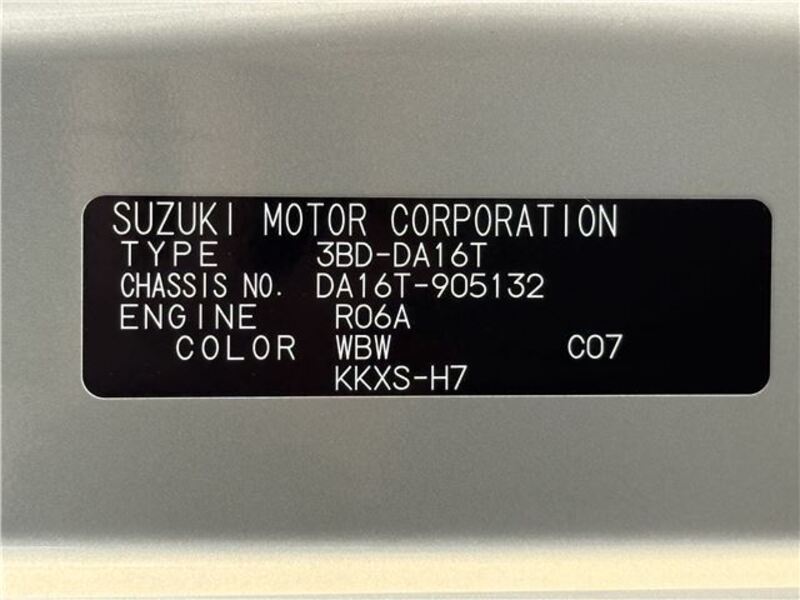 SUZUKI MOTOR CORPORATION
TYPE 3BD-DA16T
CHASSIS NO. DA16T-905132
ENGINE R06A
COLOR WBW C07
KKXS-H7